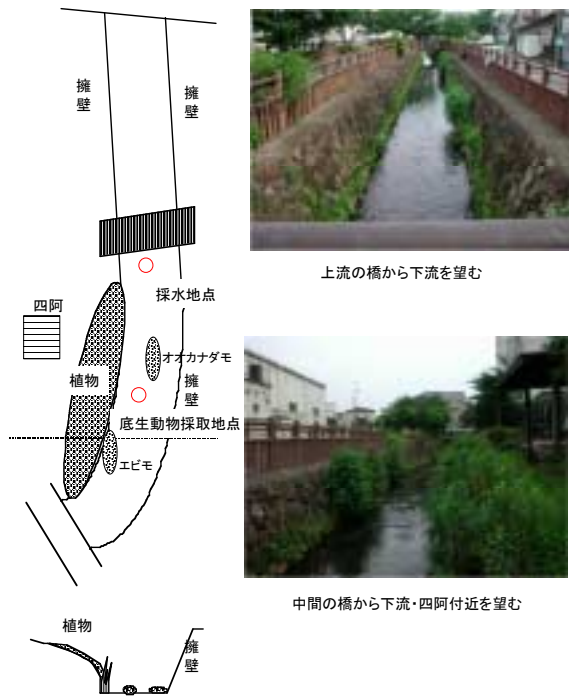 擁壁
擁壁
上流の橋から下流を望む
採水地点
四阿
オオカナダモ
植物
擁壁
底生動物採取地点
エビモ
中間の橋から下流・四阿付近を望む
植物
擁壁